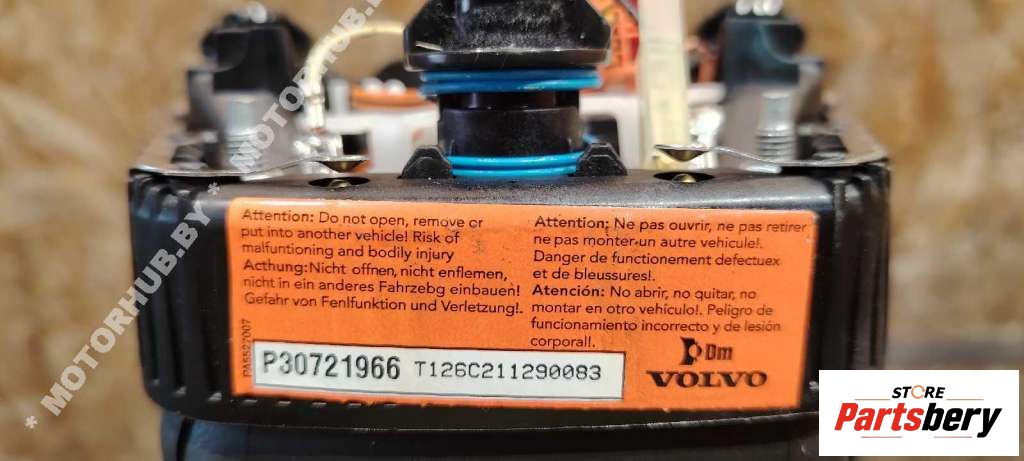 * MOTORHUB.BY * MOTORHUB.BY
Attention: Do not open, remove or
put into another vehicle! Risk of
malfuntioning and bodily injury
Acthung: Nicht offnen, nicht enflemen,
nicht in ein anderes Fahrzebg einbauen!
Gefahr von Fenlfunktion und Verletzung!.
Attention: Ne pas ouvrir, ne pas retirer
ne pas monter-un autre vehicule!.
Danger de functionement defectuex
et de bleussures!.
Atención: No abrir, no quitar, no
montar en otro vehículo!. Peligro de
funcionamiento incorrecto y de lesión
corporal!.
PA5527007
P30721966 T126C211290083
Dm
VOLVO
STORE
Partsbery